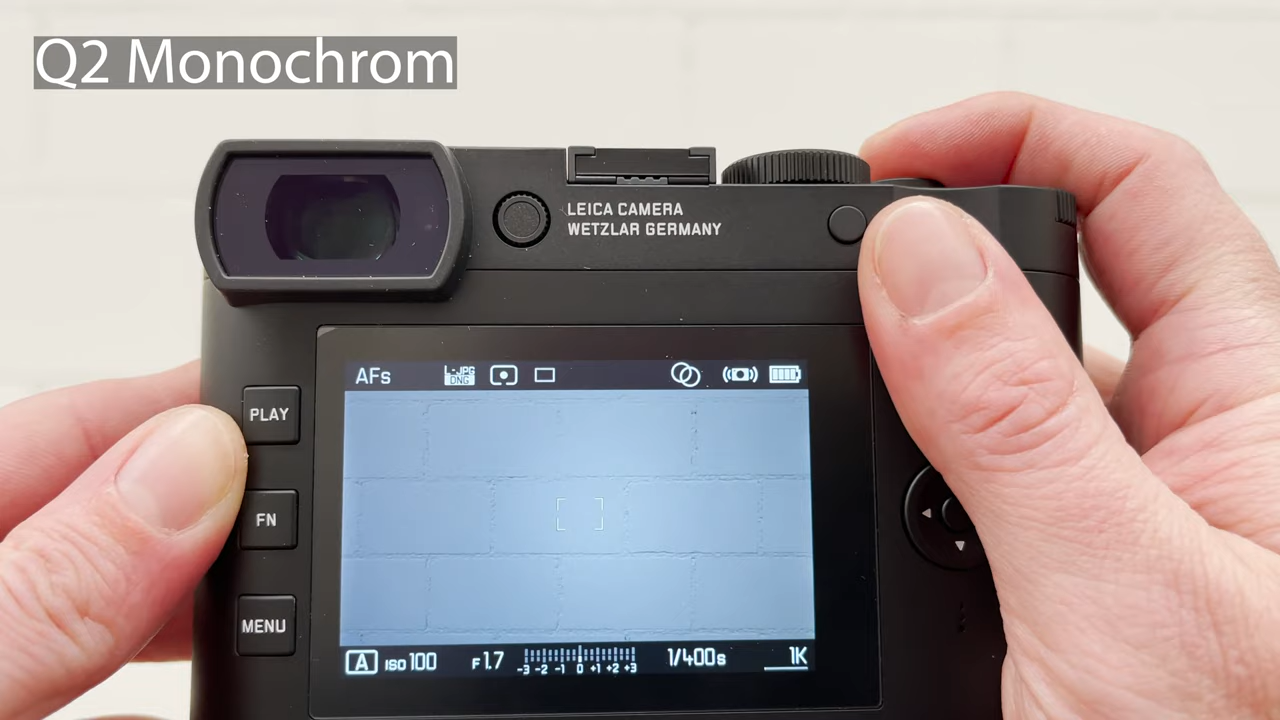 Q2 Monochrom
LEICA CAMERA
WETZLAR GERMANY
AFs
L-JPG
DNG
PLAY
FN
MENU
A ISO 100 F 1.7 -3 -2 -1 0 +1 +2 +3 1/400s 1K